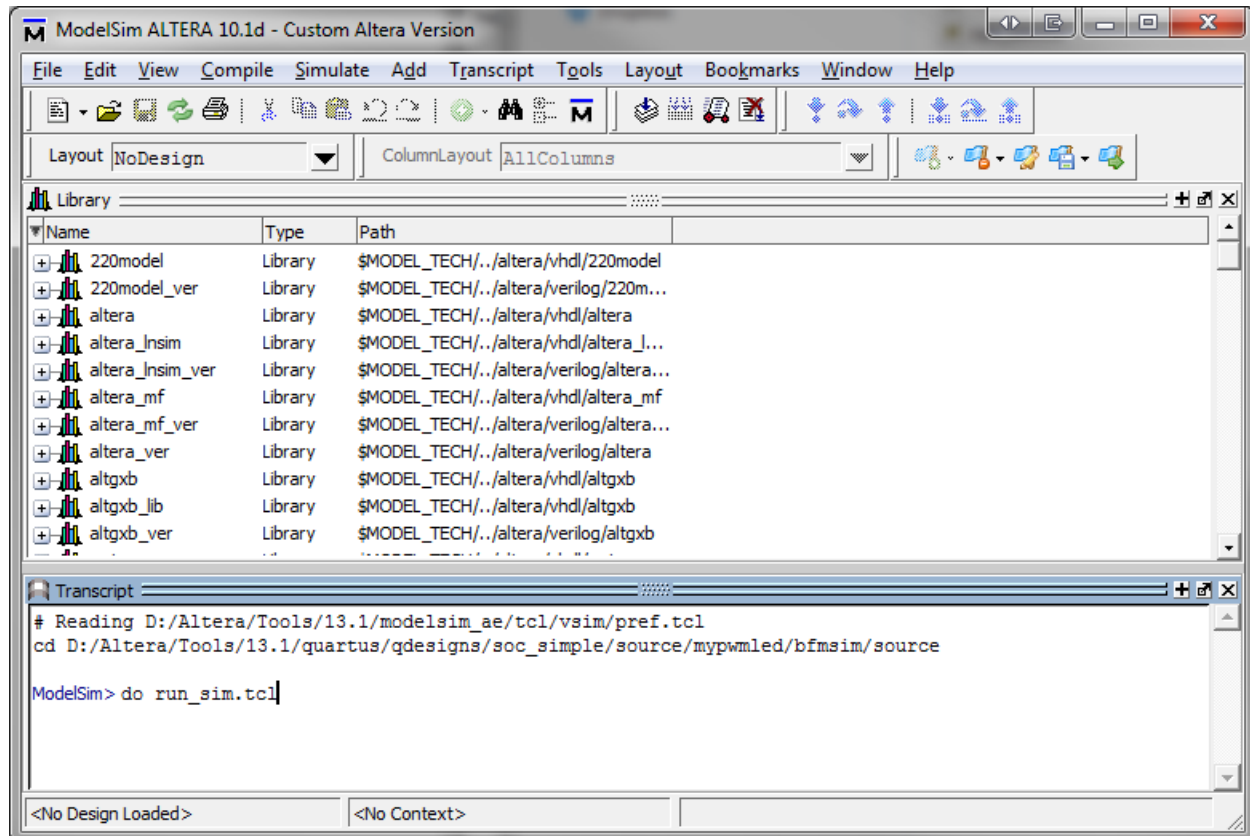 ModelSim ALTERA 10.1d - Custom Altera Version
File Edit View Compile Simulate Add Transcript Tools Layout Bookmarks Window Help
Layout NoDesign ColumnLayout AllColumns
Library
Name Type Path
220model Library $MODEL_TECH/../altera/vhdl/220model
220model_ver Library $MODEL_TECH/../altera/verilog/220m...
altera Library $MODEL_TECH/../altera/vhdl/altera
altera_lnsim Library $MODEL_TECH/../altera/vhdl/altera_l...
altera_lnsim_ver Library $MODEL_TECH/../altera/verilog/altera...
altera_mf Library $MODEL_TECH/../altera/vhdl/altera_mf
altera_mf_ver Library $MODEL_TECH/../altera/verilog/altera...
altera_ver Library $MODEL_TECH/../altera/verilog/altera
altgxb Library $MODEL_TECH/../altera/vhdl/altgxb
altgxb_lib Library $MODEL_TECH/../altera/vhdl/altgxb
altgxb_ver Library $MODEL_TECH/../altera/verilog/altgxb
Transcript
# Reading D:/Altera/Tools/13.1/modelsim_ae/tcl/vsim/pref.tcl
cd D:/Altera/Tools/13.1/quartus/qdesigns/soc_simple/source/mypwmled/bfmsim/source
ModelSim> do run_sim.tcl
<No Design Loaded> <No Context>